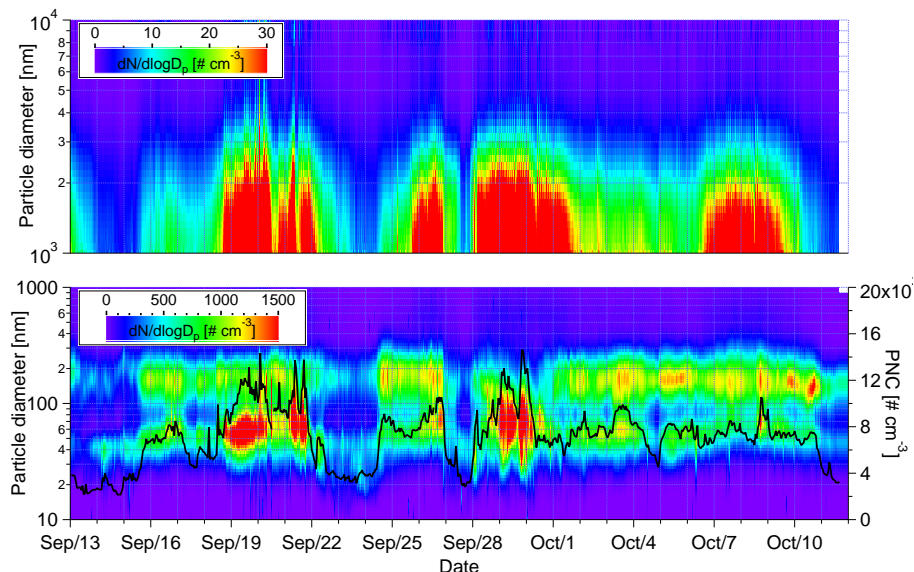 0 10 20 30
dN/dlogDp [# cm-3]
10⁴
8
7
6
5
4
3
2
10³
Particle diameter [nm]
0 500 1000 1500
dN/dlogDp [# cm-3]
1000
6
4
2
100
6
4
2
10
Particle diameter [nm]
20x10
16
12
8
4
0
PNC [# cm-3]
Sep/13 Sep/16 Sep/19 Sep/22 Sep/25 Sep/28 Oct/1 Oct/4 Oct/7 Oct/10
Date